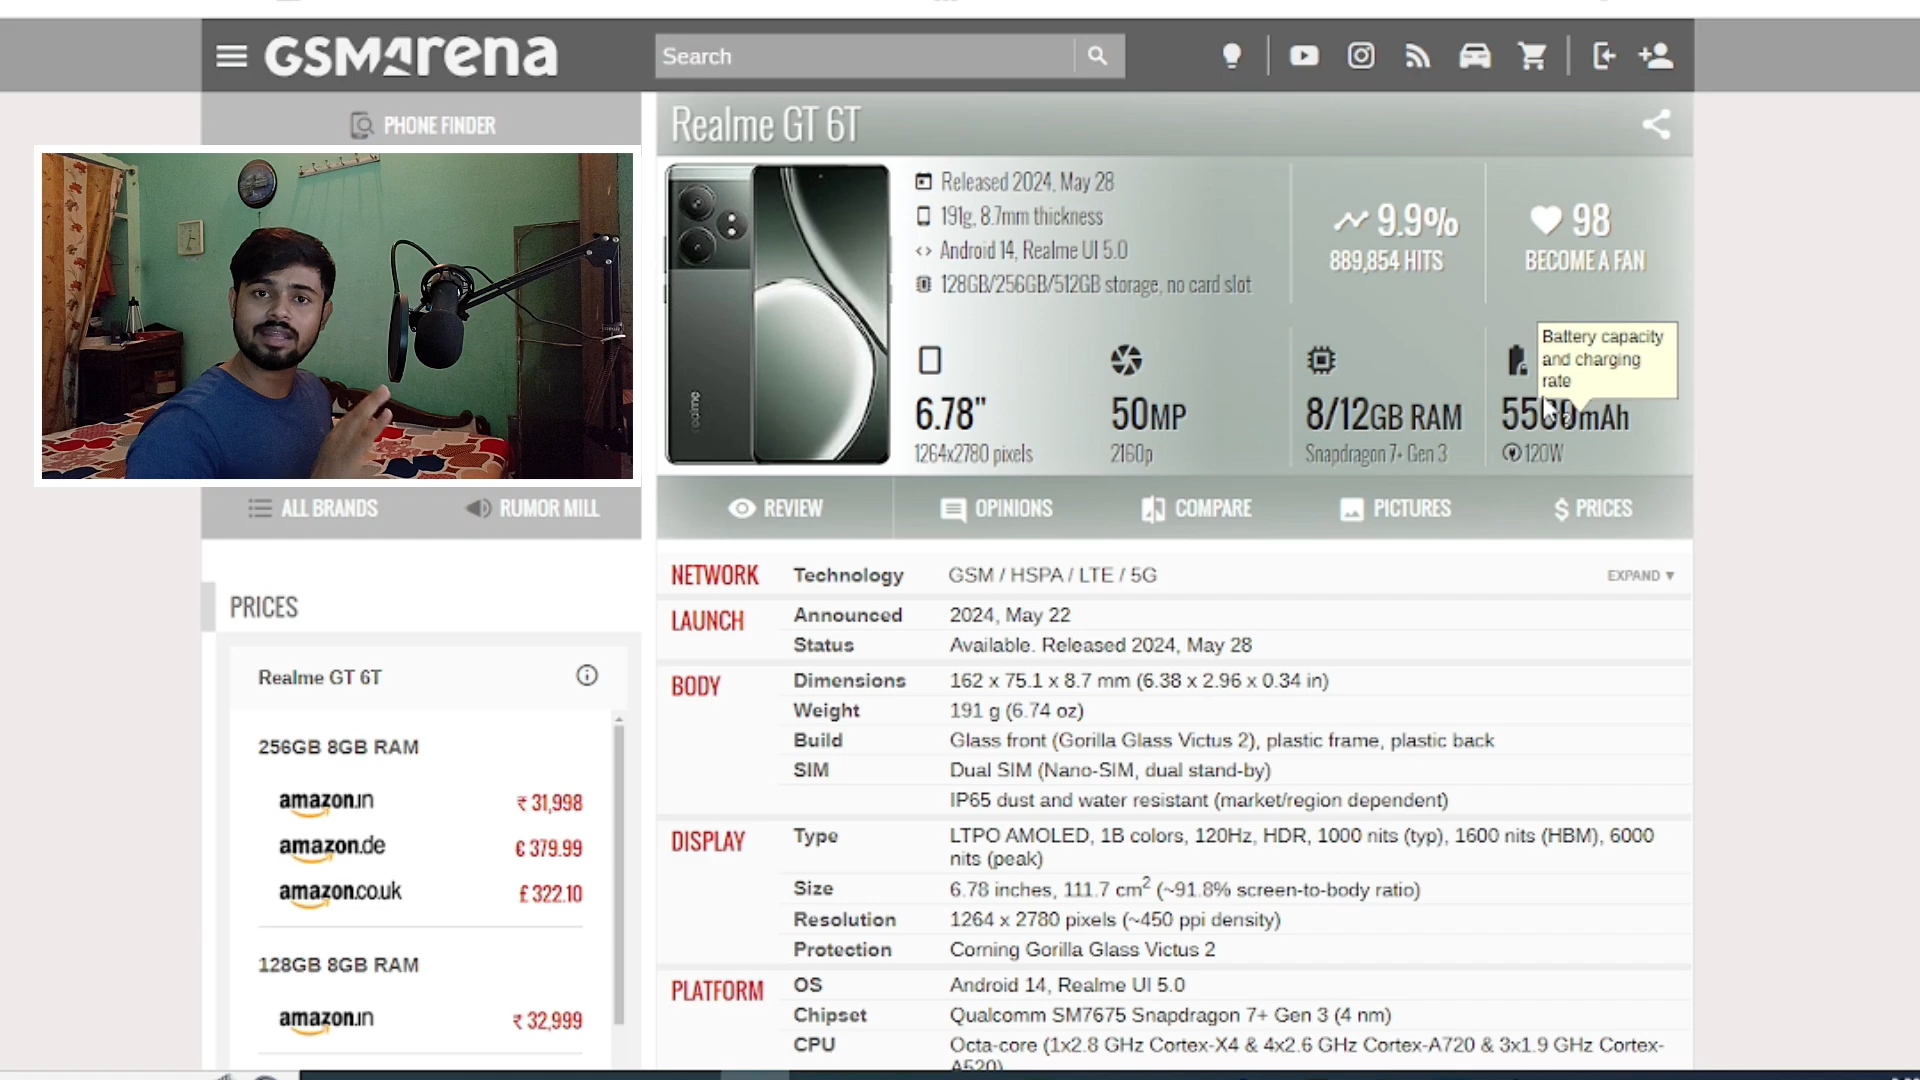 GSMArena
Search
PHONE FINDER
Realme GT 6T
Released 2024, May 28
191g, 8.7mm thickness
Android 14, Realme UI 5.0
128GB/256GB/512GB storage, no card slot
9.9%
889,854 HITS
98
BECOME A FAN
Battery capacity
and charging
rate
6.78"
1264x2780 pixels
50MP
2160p
8/12GB RAM
Snapdragon 7+ Gen 3
5500mAh
120W
realme
ALL BRANDS
RUMOR MILL
REVIEW
OPINIONS
COMPARE
PICTURES
PRICES
PRICES
Realme GT 6T
256GB 8GB RAM
amazon.in ₹ 31,998
amazon.de € 379.99
amazon.co.uk £ 322.10
128GB 8GB RAM
amazon.in ₹ 32,999
NETWORK Technology GSM / HSPA / LTE / 5G EXPAND ▼
LAUNCH Announced 2024, May 22
Status Available. Released 2024, May 28
BODY Dimensions 162 x 75.1 x 8.7 mm (6.38 x 2.96 x 0.34 in)
Weight 191 g (6.74 oz)
Build Glass front (Gorilla Glass Victus 2), plastic frame, plastic back
SIM Dual SIM (Nano-SIM, dual stand-by)
IP65 dust and water resistant (market/region dependent)
DISPLAY Type LTPO AMOLED, 1B colors, 120Hz, HDR, 1000 nits (typ), 1600 nits (HBM), 6000
nits (peak)
Size 6.78 inches, 111.7 cm² (~91.8% screen-to-body ratio)
Resolution 1264 x 2780 pixels (~450 ppi density)
Protection Corning Gorilla Glass Victus 2
PLATFORM OS Android 14, Realme UI 5.0
Chipset Qualcomm SM7675 Snapdragon 7+ Gen 3 (4 nm)
CPU Octa-core (1x2.8 GHz Cortex-X4 & 4x2.6 GHz Cortex-A720 & 3x1.9 GHz Cortex-
A520)